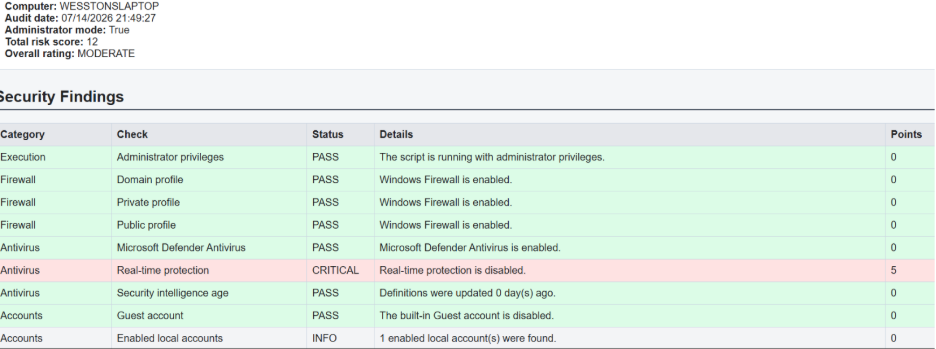 Computer: WESSTONSLAPTOP
Audit date: 07/14/2026 21:49:27
Administrator mode: True
Total risk score: 12
Overall rating: MODERATE
Security Findings
Category Check Status Details Points
Execution Administrator privileges PASS The script is running with administrator privileges. 0
Firewall Domain profile PASS Windows Firewall is enabled. 0
Firewall Private profile PASS Windows Firewall is enabled. 0
Firewall Public profile PASS Windows Firewall is enabled. 0
Antivirus Microsoft Defender Antivirus PASS Microsoft Defender Antivirus is enabled. 0
Antivirus Real-time protection CRITICAL Real-time protection is disabled. 5
Antivirus Security intelligence age PASS Definitions were updated 0 day(s) ago. 0
Accounts Guest account PASS The built-in Guest account is disabled. 0
Accounts Enabled local accounts INFO 1 enabled local account(s) were found. 0